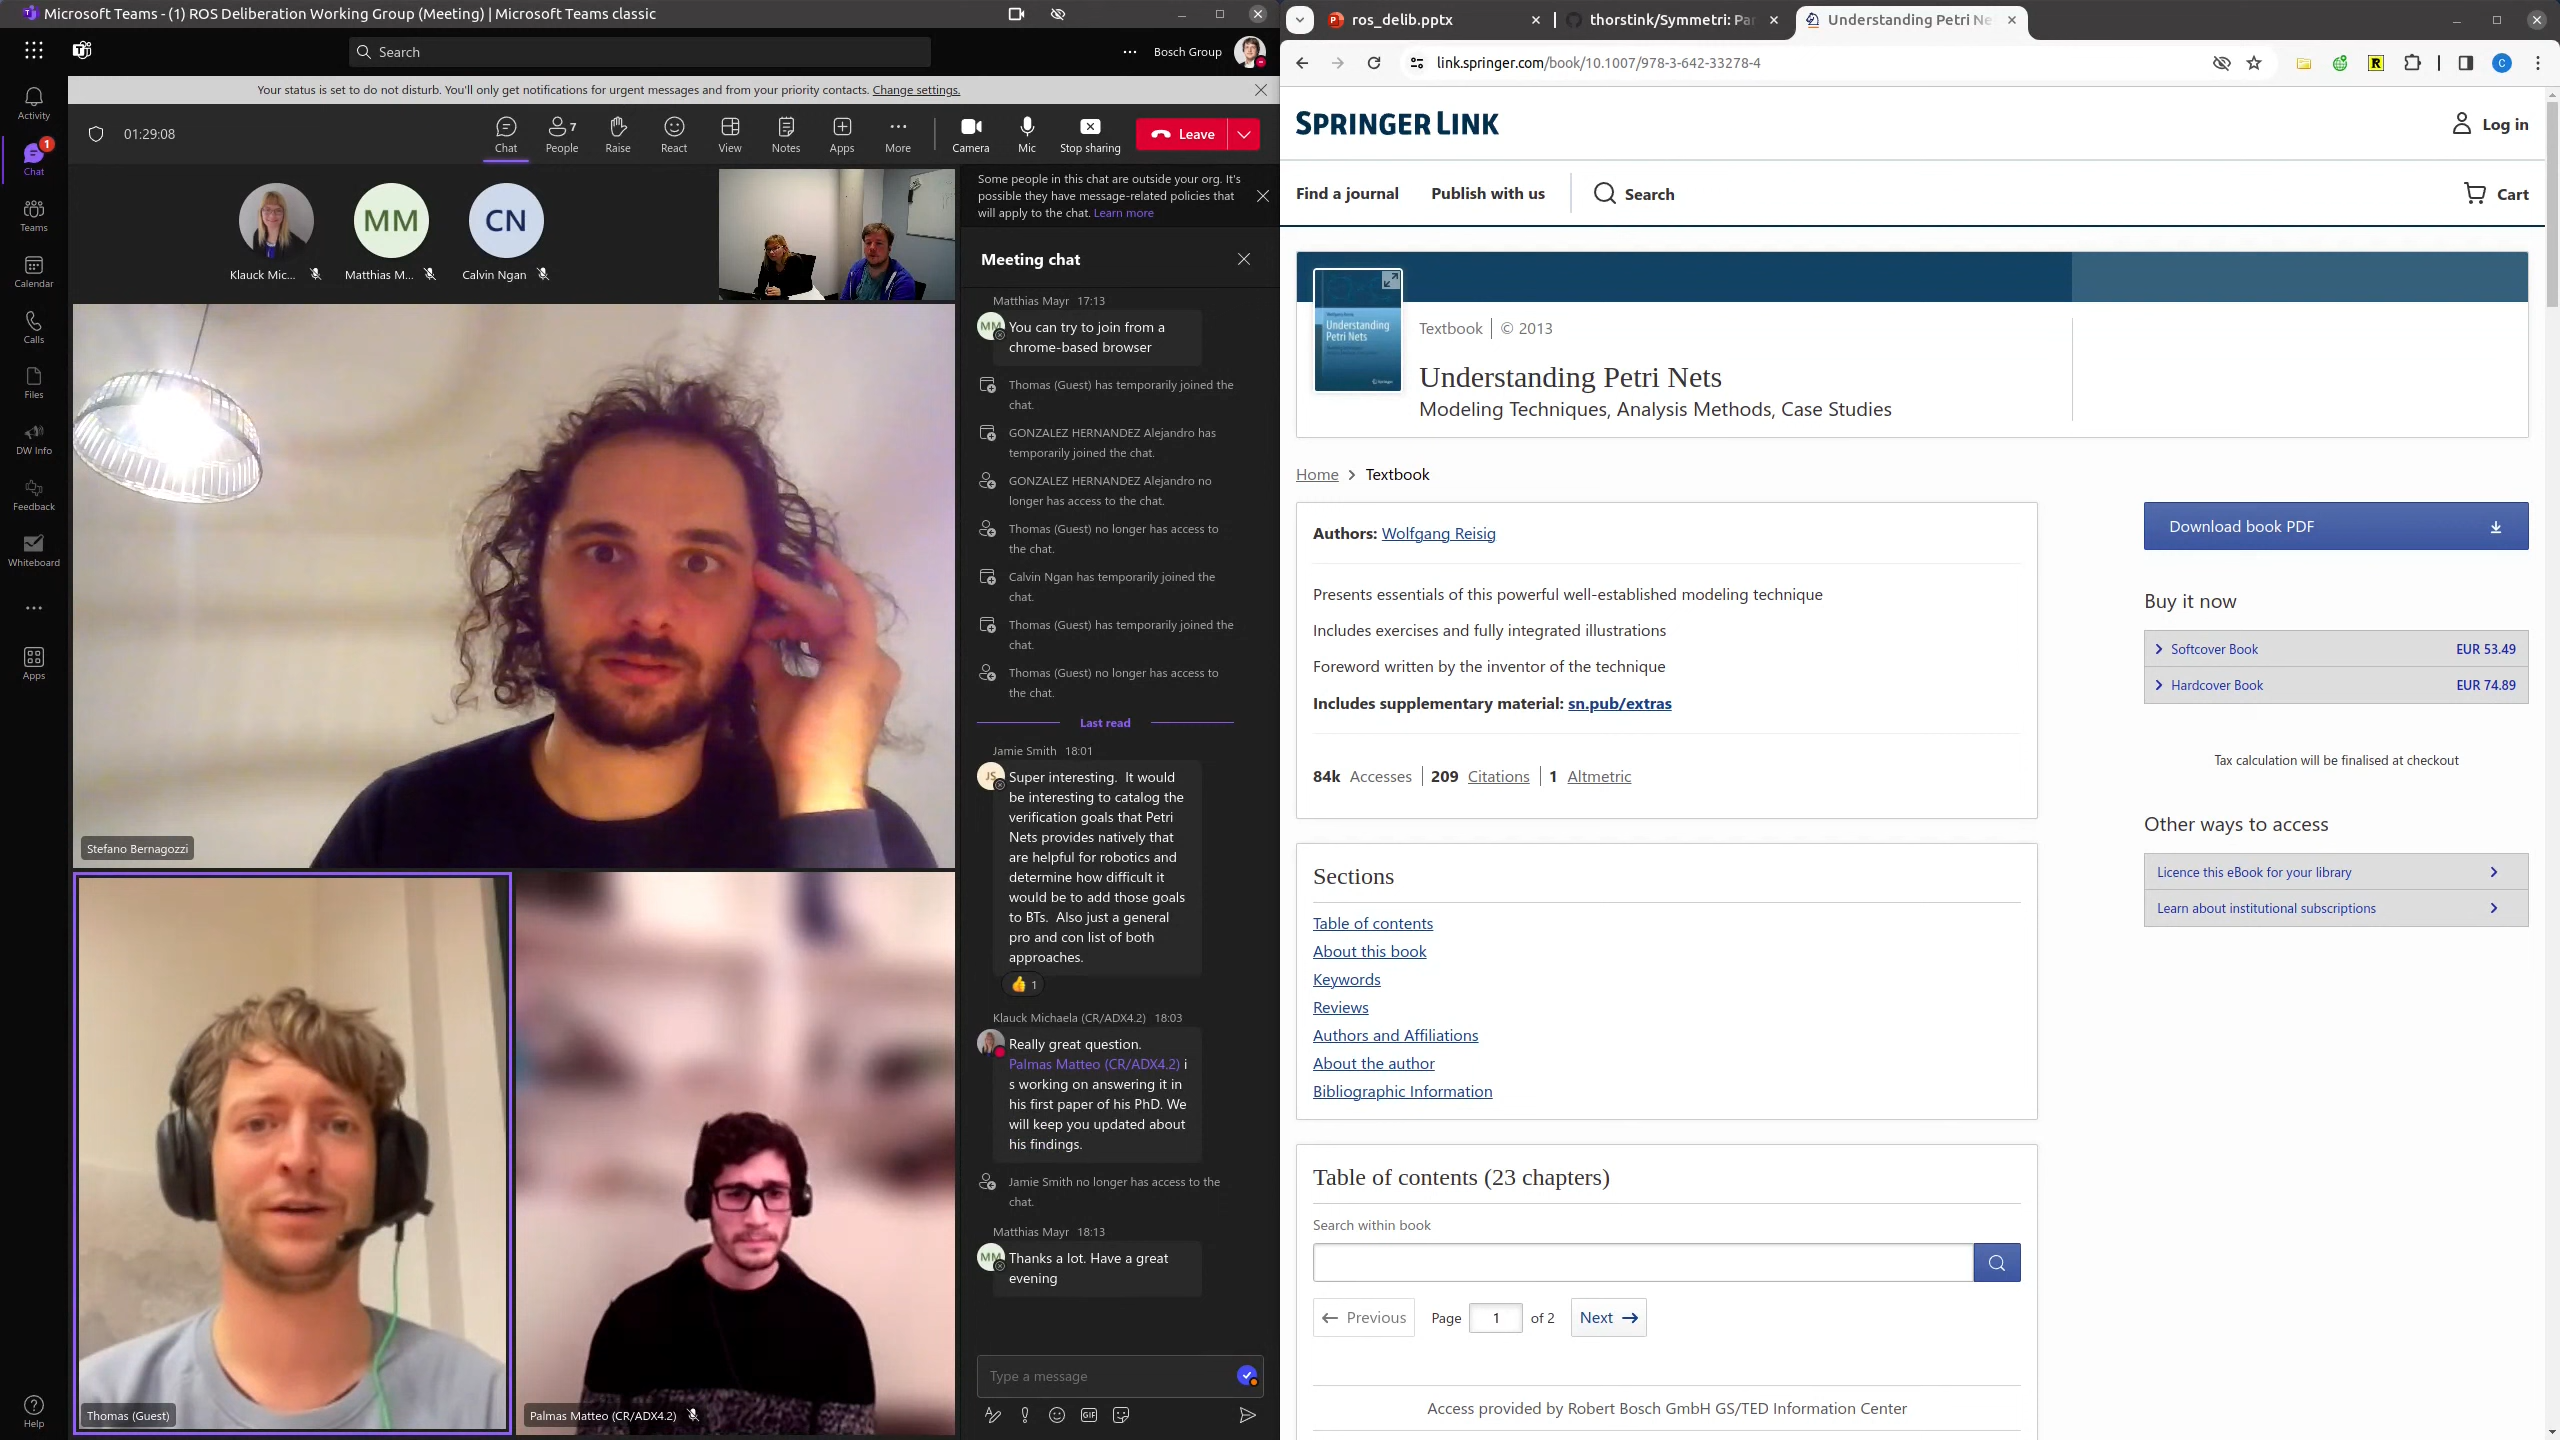 Microsoft Teams - (1) ROS Deliberation Working Group (Meeting) | Microsoft Teams classic
Search
Bosch Group
Your status is set to do not disturb. You'll only get notifications for urgent messages and from your priority contacts. Change settings.
01:29:08
7
Chat
People
Raise
React
View
Notes
Apps
More
Camera
Mic
Stop sharing
Leave
Activity
1
Chat
Teams
Calendar
Calls
Files
DW Info
Feedback
Whiteboard
Apps
Help
MM
CN
Klauck Mic...
Matthias M...
Calvin Ngan
Stefano Bernagozzi
Thomas (Guest)
Palmas Matteo (CR/ADX4.2)
Some people in this chat are outside your org. It's
possible they have message-related policies that
will apply to the chat. Learn more
Meeting chat
Matthias Mayr 17:13
MM
You can try to join from a
chrome-based browser
Thomas (Guest) has temporarily joined the
chat.
GONZALEZ HERNANDEZ Alejandro has
temporarily joined the chat.
GONZALEZ HERNANDEZ Alejandro no
longer has access to the chat.
Thomas (Guest) no longer has access to
the chat.
Calvin Ngan has temporarily joined the
chat.
Thomas (Guest) has temporarily joined the
chat.
Thomas (Guest) no longer has access to
the chat.
Last read
Jamie Smith 18:01
JS
Super interesting. It would
be interesting to catalog the
verification goals that Petri
Nets provides natively that
are helpful for robotics and
determine how difficult it
would be to add those goals
to BTs. Also just a general
pro and con list of both
approaches.
👍 1
Klauck Michaela (CR/ADX4.2) 18:03
Really great question.
Palmas Matteo (CR/ADX4.2) i
s working on answering it in
his first paper of his PhD. We
will keep you updated about
his findings.
Jamie Smith no longer has access to the
chat.
Matthias Mayr 18:13
MM
Thanks a lot. Have a great
evening
Type a message
GIF
ros_delib.pptx
thorstink/Symmetri: Par
Understanding Petri Ne
link.springer.com/book/10.1007/978-3-642-33278-4
R
C
SPRINGER LINK
Log in
Find a journal
Publish with us
Search
Cart
Understanding
Petri Nets
Textbook | © 2013
Understanding Petri Nets
Modeling Techniques, Analysis Methods, Case Studies
Home > Textbook
Authors: Wolfgang Reisig
Presents essentials of this powerful well-established modeling technique
Includes exercises and fully integrated illustrations
Foreword written by the inventor of the technique
Includes supplementary material: sn.pub/extras
84k Accesses | 209 Citations | 1 Altmetric
Download book PDF
Buy it now
Softcover Book EUR 53.49
Hardcover Book EUR 74.89
Tax calculation will be finalised at checkout
Other ways to access
Licence this eBook for your library
Learn about institutional subscriptions
Sections
Table of contents
About this book
Keywords
Reviews
Authors and Affiliations
About the author
Bibliographic Information
Table of contents (23 chapters)
Search within book
Previous
Page 1 of 2
Next
Access provided by Robert Bosch GmbH GS/TED Information Center